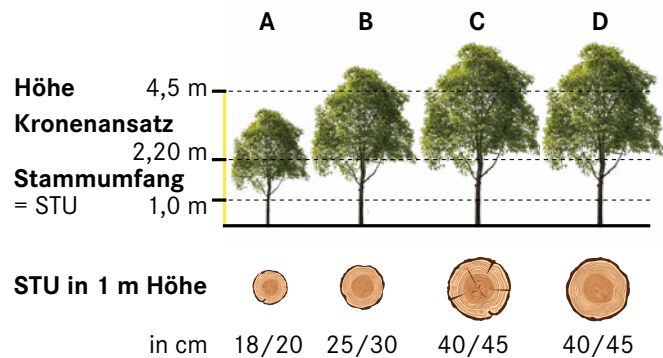 A B C D
Höhe 4,5 m
Kronenansatz
2,20 m
Stammumfang
= STU 1,0 m
STU in 1 m Höhe
in cm 18/20 25/30 40/45 40/45